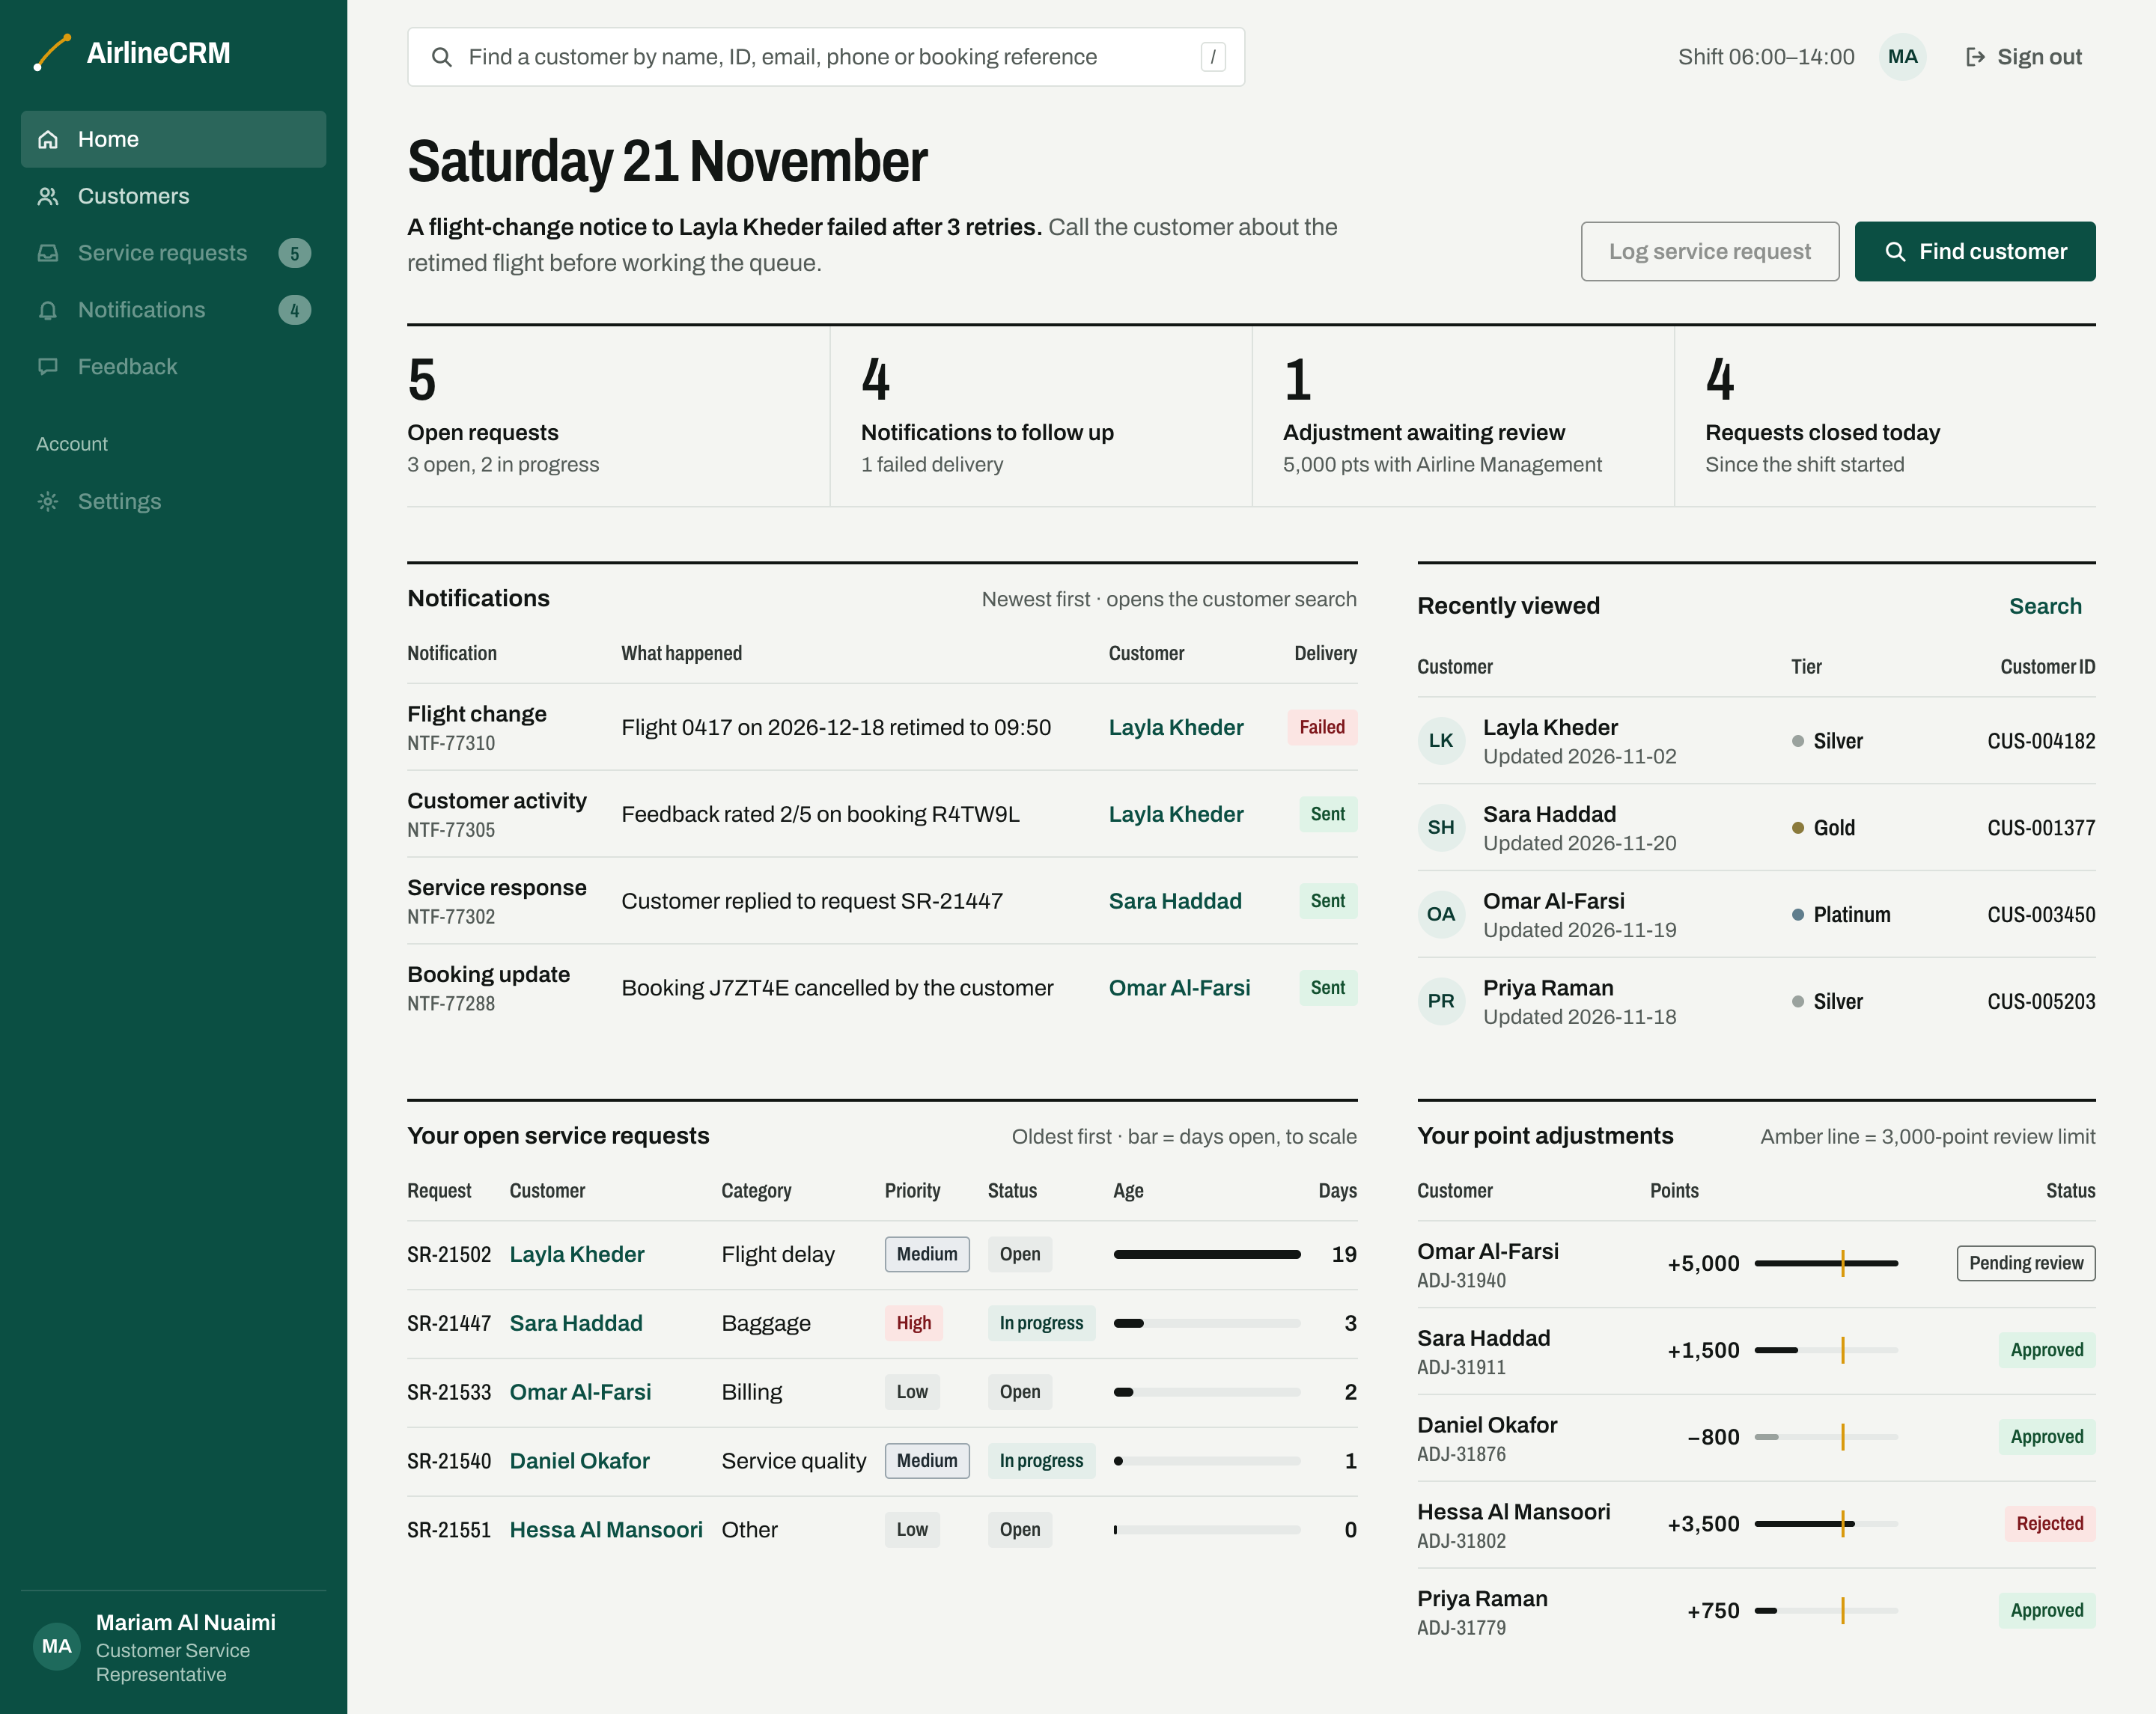 AirlineCRM
Home
Customers
Service requests 5
Notifications 4
Feedback
Account
Settings
MA
Mariam Al Nuaimi
Customer Service
Representative
Find a customer by name, ID, email, phone or booking reference /
Shift 06:00–14:00 MA Sign out
Saturday 21 November
A flight-change notice to Layla Kheder failed after 3 retries. Call the customer about the
retimed flight before working the queue.
Log service request
Find customer
5
Open requests
3 open, 2 in progress
4
Notifications to follow up
1 failed delivery
1
Adjustment awaiting review
5,000 pts with Airline Management
4
Requests closed today
Since the shift started
Notifications Newest first · opens the customer search
Notification What happened Customer Delivery
Flight change
NTF-77310
Flight 0417 on 2026-12-18 retimed to 09:50 Layla Kheder Failed
Customer activity
NTF-77305
Feedback rated 2/5 on booking R4TW9L Layla Kheder Sent
Service response
NTF-77302
Customer replied to request SR-21447 Sara Haddad Sent
Booking update
NTF-77288
Booking J7ZT4E cancelled by the customer Omar Al-Farsi Sent
Recently viewed Search
Customer Tier Customer ID
LK
Layla Kheder
Updated 2026-11-02
Silver CUS-004182
SH
Sara Haddad
Updated 2026-11-20
Gold CUS-001377
OA
Omar Al-Farsi
Updated 2026-11-19
Platinum CUS-003450
PR
Priya Raman
Updated 2026-11-18
Silver CUS-005203
Your open service requests Oldest first · bar = days open, to scale
Request Customer Category Priority Status Age Days
SR-21502 Layla Kheder Flight delay Medium Open 19
SR-21447 Sara Haddad Baggage High In progress 3
SR-21533 Omar Al-Farsi Billing Low Open 2
SR-21540 Daniel Okafor Service quality Medium In progress 1
SR-21551 Hessa Al Mansoori Other Low Open 0
Your point adjustments Amber line = 3,000-point review limit
Customer Points Status
Omar Al-Farsi
ADJ-31940
+5,000 Pending review
Sara Haddad
ADJ-31911
+1,500 Approved
Daniel Okafor
ADJ-31876
−800 Approved
Hessa Al Mansoori
ADJ-31802
+3,500 Rejected
Priya Raman
ADJ-31779
+750 Approved